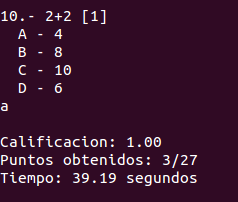 10.- 2+2 [1]
A - 4
B - 8
C - 10
D - 6
a
Calificacion: 1.00
Puntos obtenidos: 3/27
Tiempo: 39.19 segundos